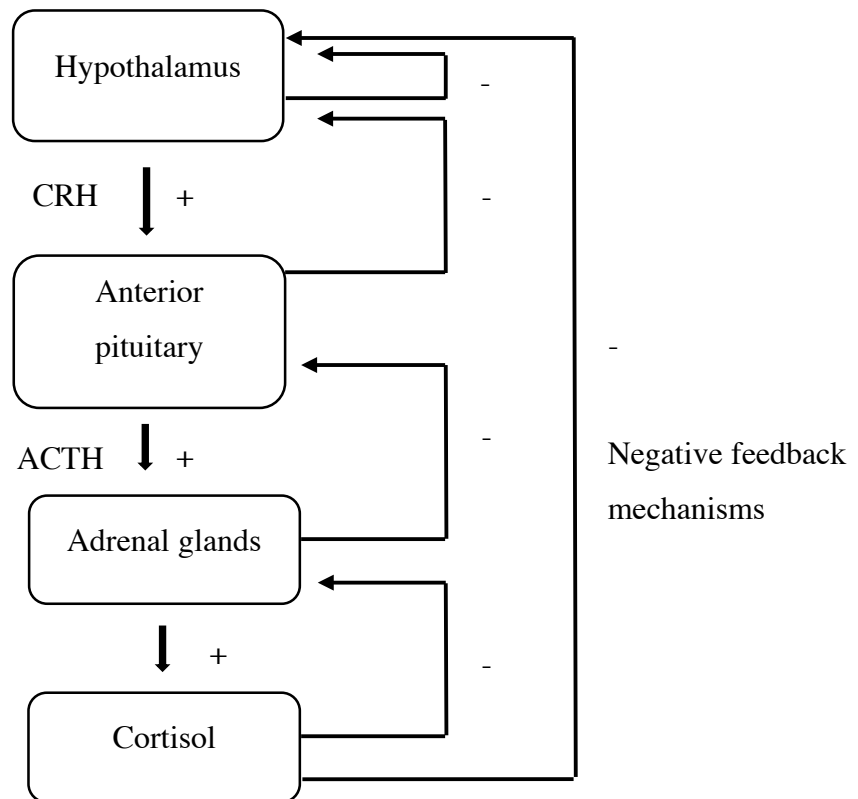 Hypothalamus
-
CRH
+
-
Anterior
pituitary
-
ACTH
+
-
Negative feedback
mechanisms
Adrenal glands
+
-
Cortisol